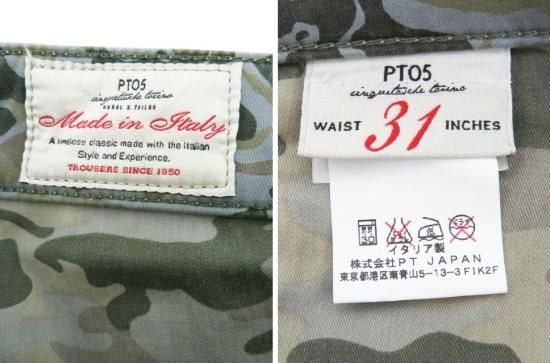 PT05
cinquetasche torino
RURAL & TAILOR
Made in Italy
A timeless classic made with the Italian
Style and Experience.
TROUSERS SINCE 1950
PT05
cinquetasche torino
WAIST 31 INCHES
30
イタリア製
株式会社PT JAPAN
東京都港区南青山5-13-3 F1K2F